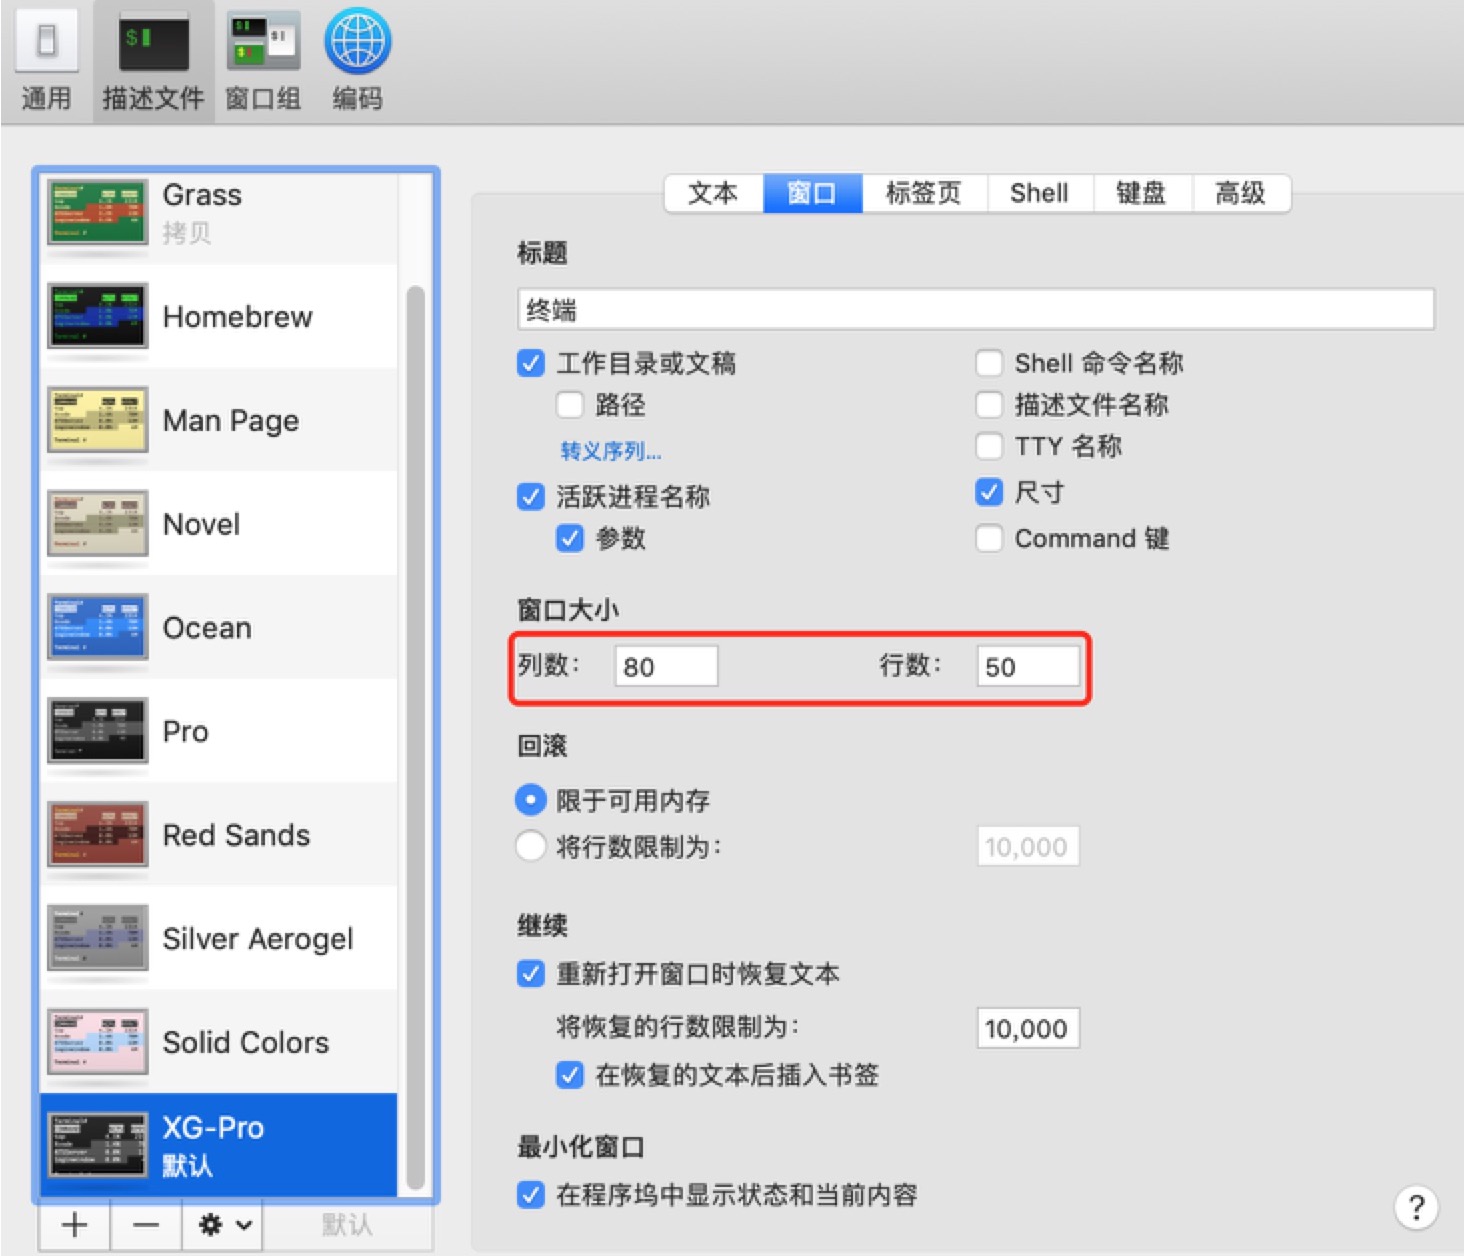 通用
描述文件
窗口组
编码
Grass
拷贝
Homebrew
Man Page
Novel
Ocean
Pro
Red Sands
Silver Aerogel
Solid Colors
XG-Pro
默认
默认
文本 窗口 标签页 Shell 键盘 高级
标题
终端
工作目录或文稿 Shell 命令名称
路径 描述文件名称
转义序列... TTY 名称
活跃进程名称 尺寸
参数 Command 键
窗口大小
列数： 80 行数： 50
回滚
限于可用内存
将行数限制为： 10,000
继续
重新打开窗口时恢复文本
将恢复的行数限制为： 10,000
在恢复的文本后插入书签
最小化窗口
在程序坞中显示状态和当前内容
?